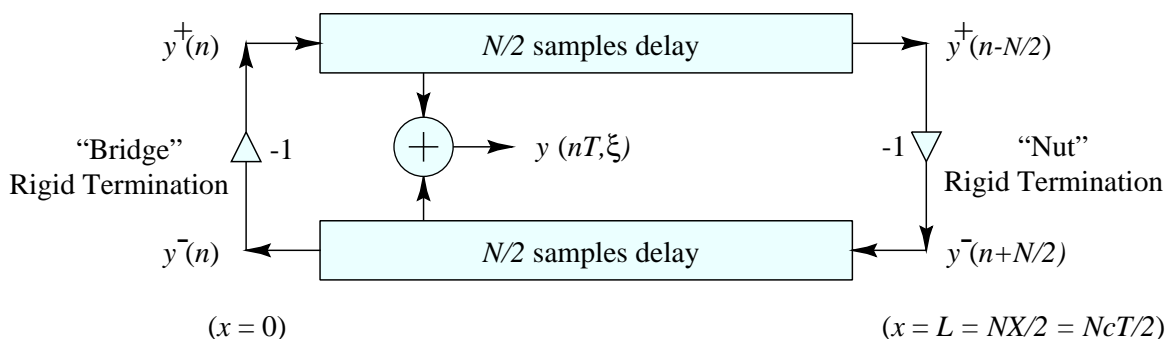 y⁺(n)
N/2 samples delay
y⁺(n-N/2)
“Bridge”
Rigid Termination
-1
+
y (nT,ξ)
-1
“Nut”
Rigid Termination
y⁻(n)
N/2 samples delay
y⁻(n+N/2)
(x = 0)
(x = L = NX/2 = NcT/2)